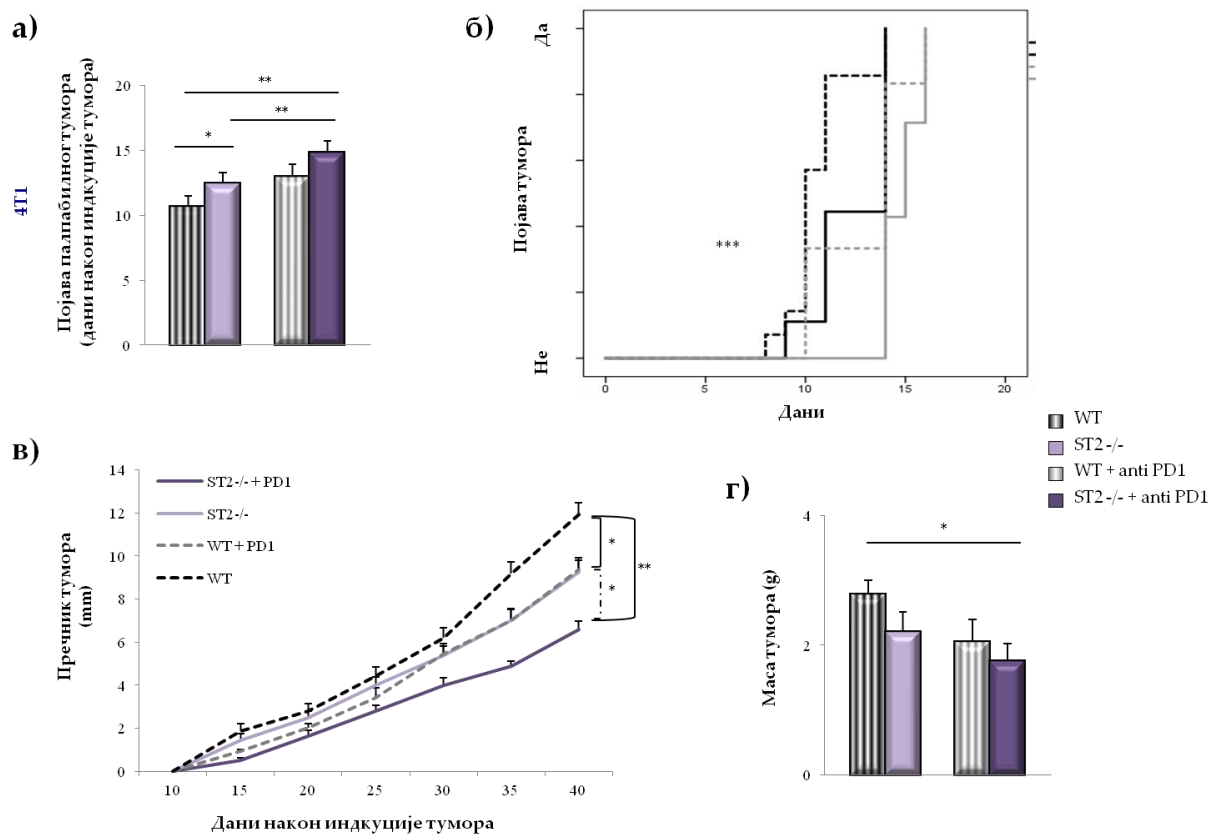 а)
4T1
Појава палпабилног тумора
(дани након индкуције тумора)
20
15
10
5
0
**
**
*
б)
Појава тумора
Да
Не
***
0
5
10
15
20
Дани
WT
ST2 -/-
WT + anti PD1
ST2 -/- + anti PD1
в)
Пречник тумора
(mm)
14
12
10
8
6
4
2
0
ST2 -/- + PD1
ST2 -/-
WT + PD1
WT
*
*
**
10
15
20
25
30
35
40
Дани након индкуције тумора
г)
Маса тумора (g)
4
2
0
*